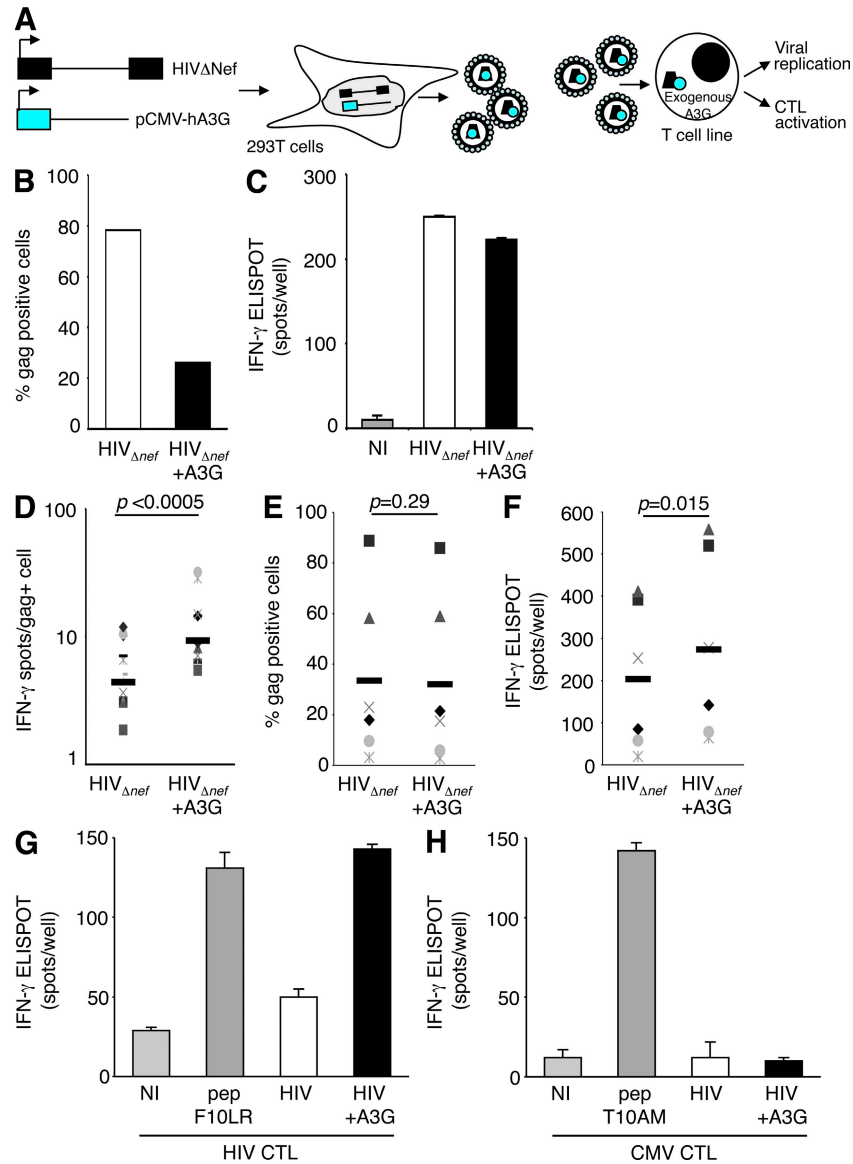 A
HIVΔNef
pCMV-hA3G
293T cells
Exogenous
A3G
T cell line
Viral
replication
CTL
activation
B
% gag positive cells
100
80
60
40
20
0
HIVΔnef
HIVΔnef
+A3G
C
IFN-γ ELISPOT
(spots/well)
300
200
100
0
NI
HIVΔnef
HIVΔnef
+A3G
D
p <0.0005
IFN-γ spots/gag+ cell
100
10
1
HIVΔnef
HIVΔnef
+A3G
E
p=0.29
% gag positive cells
100
80
60
40
20
0
HIVΔnef
HIVΔnef
+A3G
F
p=0.015
IFN-γ ELISPOT
(spots/well)
600
500
400
300
200
100
0
HIVΔnef
HIVΔnef
+A3G
G
IFN-γ ELISPOT
(spots/well)
150
100
50
0
NI
pep
F10LR
HIV
HIV
+A3G
HIV CTL
H
IFN-γ ELISPOT
(spots/well)
150
100
50
0
NI
pep
T10AM
HIV
HIV
+A3G
CMV CTL